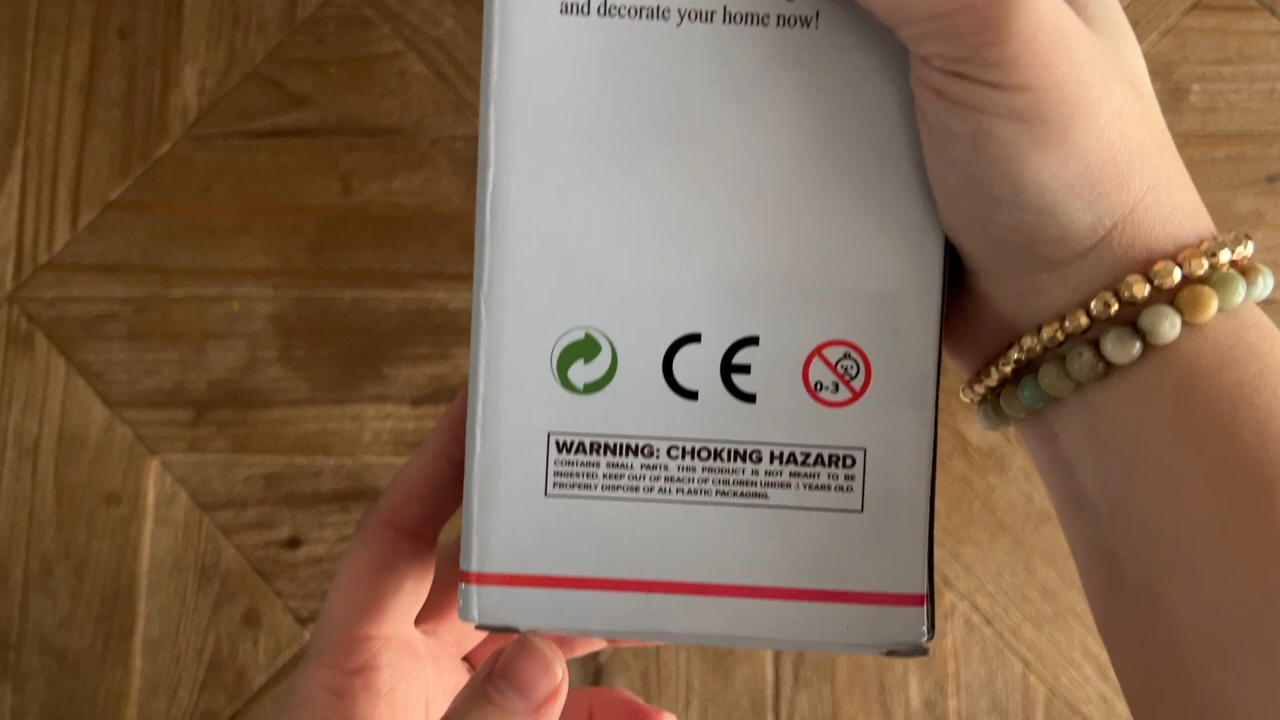 and decorate your home now!
CE
0-3
WARNING: CHOKING HAZARD
CONTAINS SMALL PARTS. THIS PRODUCT IS NOT MEANT TO BE
INGESTED. KEEP OUT OF REACH OF CHILDREN UNDER 3 YEARS OLD.
PROPERLY DISPOSE OF ALL PLASTIC PACKAGING.